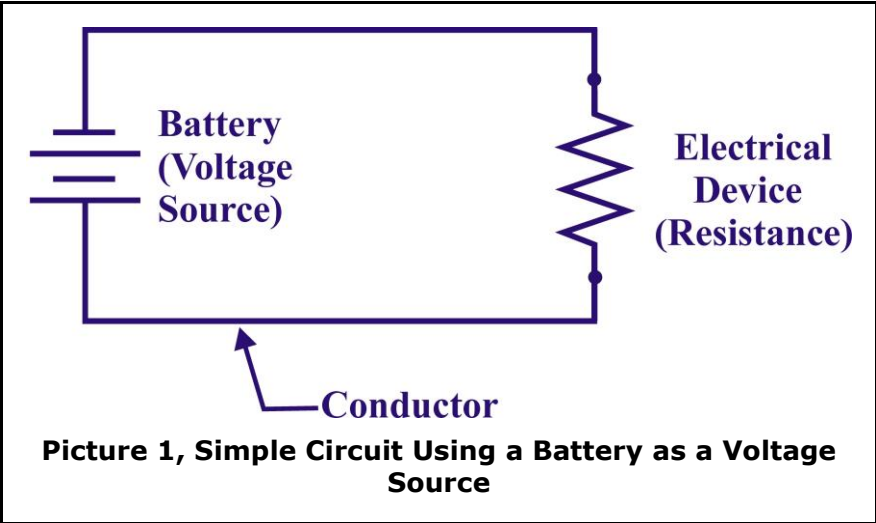 Battery
(Voltage
Source)
Electrical
Device
(Resistance)
Conductor
Picture 1, Simple Circuit Using a Battery as a Voltage
Source